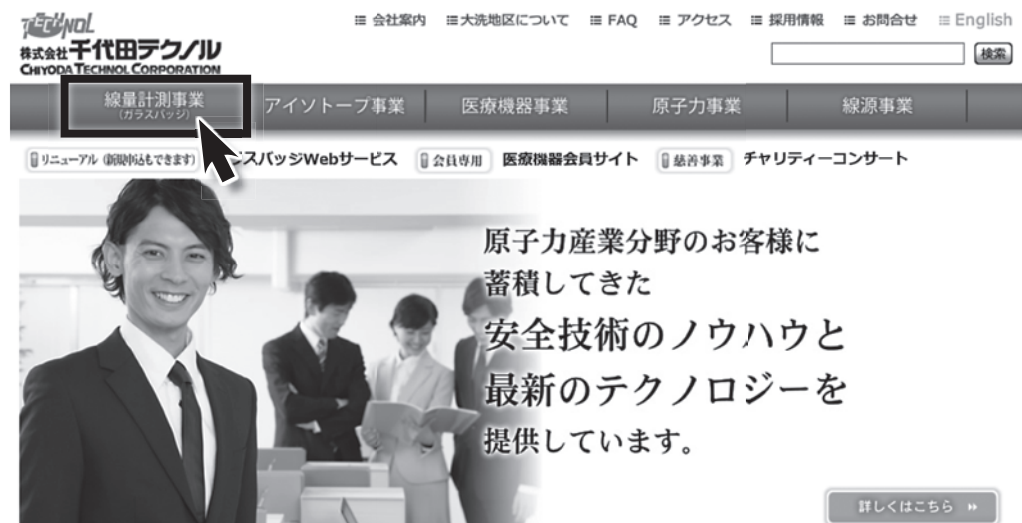 TECHNOL
株式会社千代田テクノル
CHIYODA TECHNOL CORPORATION
会社案内 大洗地区について FAQ アクセス 採用情報 お問合せ English
検索
線量計測事業
(ガラスバッジ)
アイソトープ事業 医療機器事業 原子力事業 線源事業
リニューアル (新規申込もできます) スバッジWebサービス 会員専用 医療機器会員サイト 慈善事業 チャリティーコンサート
原子力産業分野のお客様に
蓄積してきた
安全技術のノウハウと
最新のテクノロジーを
提供しています。
詳しくはこちら